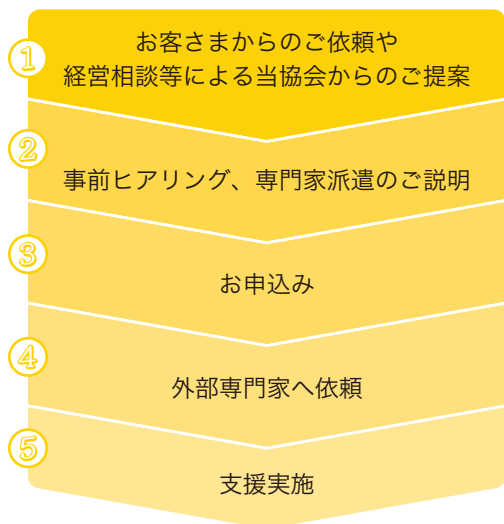 ①
お客さまからのご依頼や
経営相談等による当協会からのご提案
②
事前ヒアリング、専門家派遣のご説明
③
お申込み
④
外部専門家へ依頼
⑤
支援実施